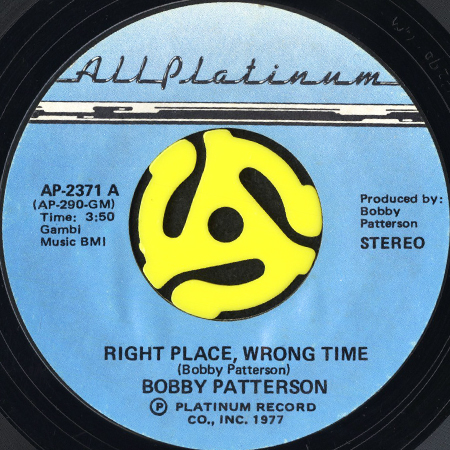 All Platinum
AP-2371 A
(AP-290-GM)
Time: 3:50
Gambi
Music BMI
Produced by:
Bobby
Patterson
STEREO
RIGHT PLACE, WRONG TIME
(Bobby Patterson)
BOBBY PATTERSON
Ⓟ PLATINUM RECORD
CO., INC. 1977